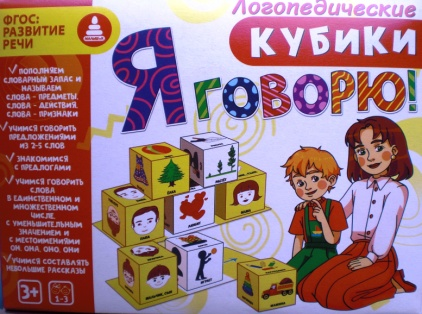 ФГОС:
РАЗВИТИЕ
РЕЧИ
Логопедические
КУБИКИ
Я ГОВОРЮ!
✓ ПОПОЛНЯЕМ
СЛОВАРНЫЙ ЗАПАС И
НАЗЫВАЕМ
СЛОВА - ПРЕДМЕТЫ,
СЛОВА - ДЕЙСТВИЯ,
СЛОВА - ПРИЗНАКИ
✓ УЧИМСЯ ГОВОРИТЬ
ПРЕДЛОЖЕНИЯМИ
ИЗ 2-5 СЛОВ
✓ ЗНАКОМИМСЯ
С ПРЕДЛОГАМИ
✓ УЧИМСЯ ГОВОРИТЬ
СЛОВА
В ЕДИНСТВЕННОМ И
МНОЖЕСТВЕННОМ
ЧИСЛЕ,
С УМЕНЬШИТЕЛЬНЫМ
ЗНАЧЕНИЕМ И
С МЕСТОИМЕНИЯМИ
ОН, ОНА, ОНО, ОНИ
✓ УЧИМСЯ СОСТАВЛЯТЬ
НЕБОЛЬШИЕ РАССКАЗЫ
3+
1-3